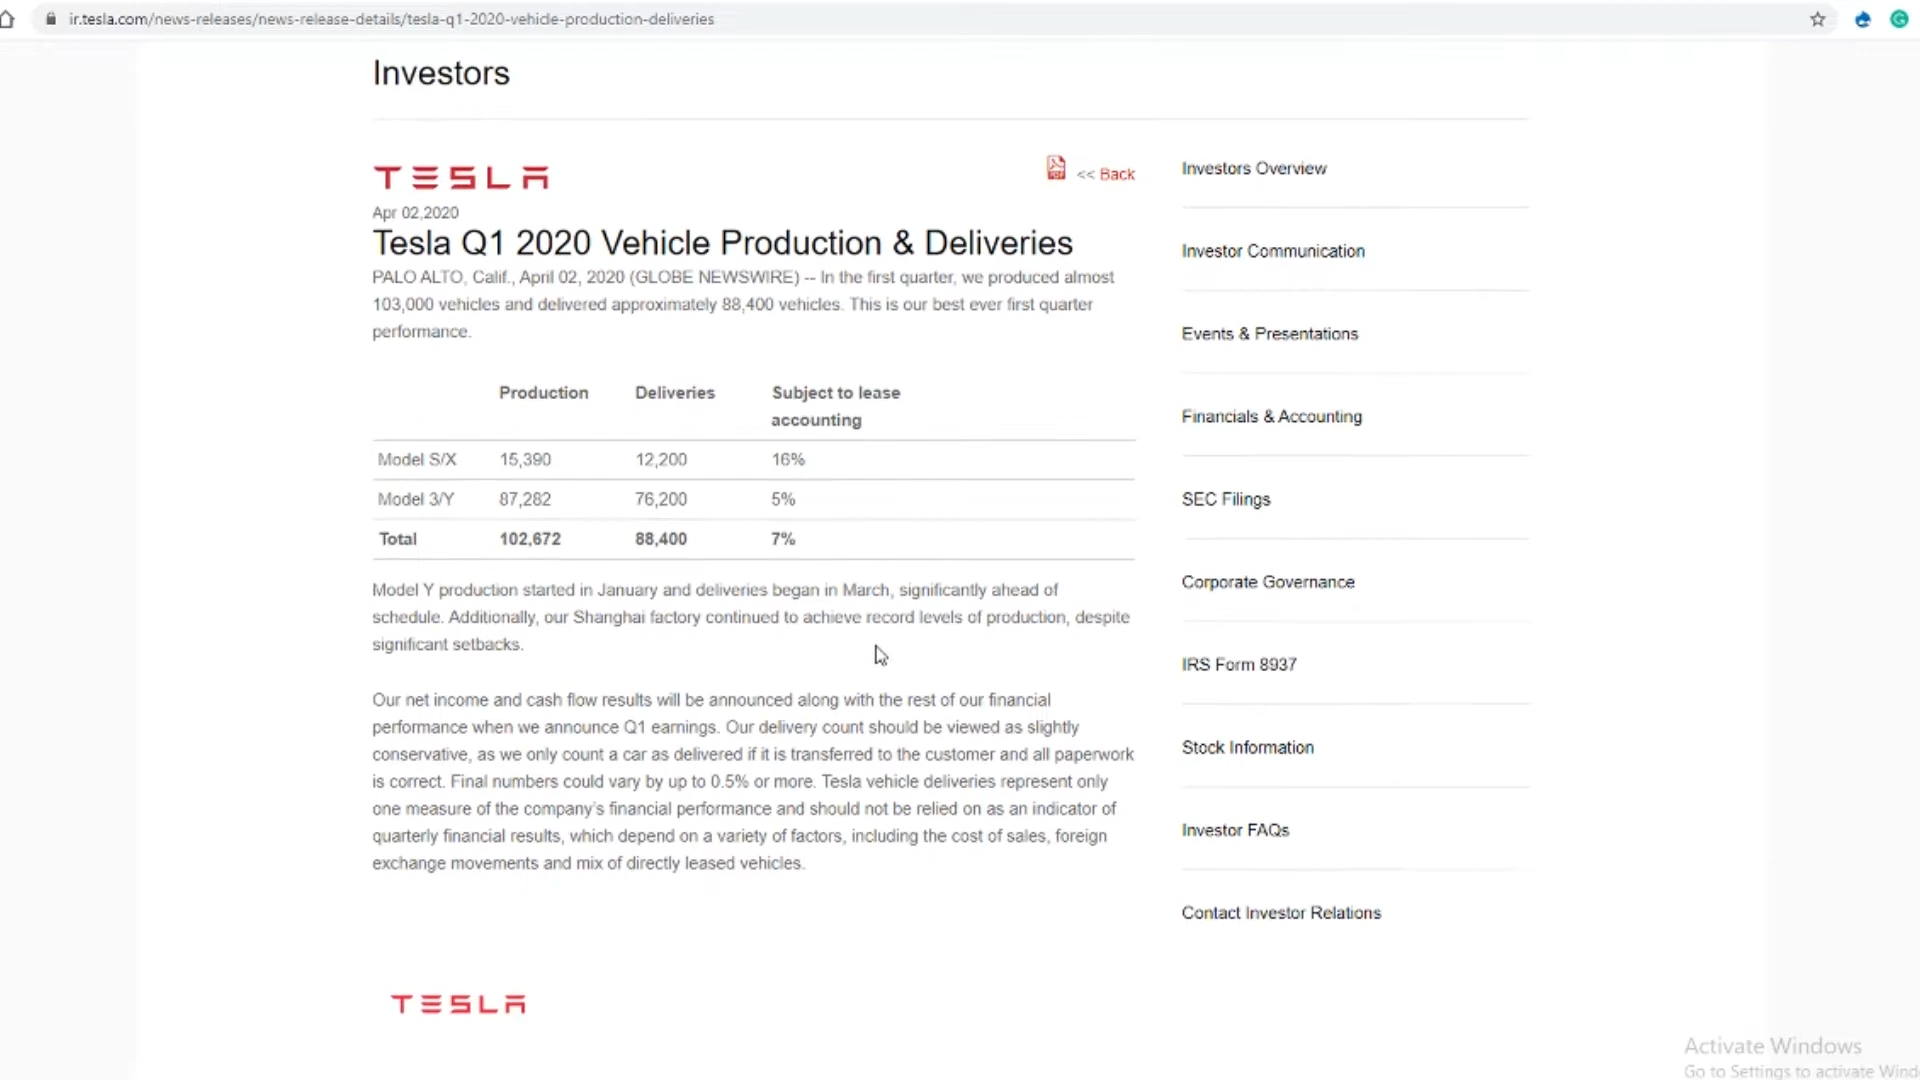 ir.tesla.com/news-releases/news-release-details/tesla-q1-2020-vehicle-production-deliveries
Investors
TESLA
<< Back
Apr 02,2020
Tesla Q1 2020 Vehicle Production & Deliveries
PALO ALTO, Calif., April 02, 2020 (GLOBE NEWSWIRE) -- In the first quarter, we produced almost
103,000 vehicles and delivered approximately 88,400 vehicles. This is our best ever first quarter
performance.
Production Deliveries Subject to lease
accounting
Model S/X 15,390 12,200 16%
Model 3/Y 87,282 76,200 5%
Total 102,672 88,400 7%
Model Y production started in January and deliveries began in March, significantly ahead of
schedule. Additionally, our Shanghai factory continued to achieve record levels of production, despite
significant setbacks.
Our net income and cash flow results will be announced along with the rest of our financial
performance when we announce Q1 earnings. Our delivery count should be viewed as slightly
conservative, as we only count a car as delivered if it is transferred to the customer and all paperwork
is correct. Final numbers could vary by up to 0.5% or more. Tesla vehicle deliveries represent only
one measure of the company's financial performance and should not be relied on as an indicator of
quarterly financial results, which depend on a variety of factors, including the cost of sales, foreign
exchange movements and mix of directly leased vehicles.
Investors Overview
Investor Communication
Events & Presentations
Financials & Accounting
SEC Filings
Corporate Governance
IRS Form 8937
Stock Information
Investor FAQs
Contact Investor Relations
TESLA
Activate Windows
Go to Settings to activate Wind